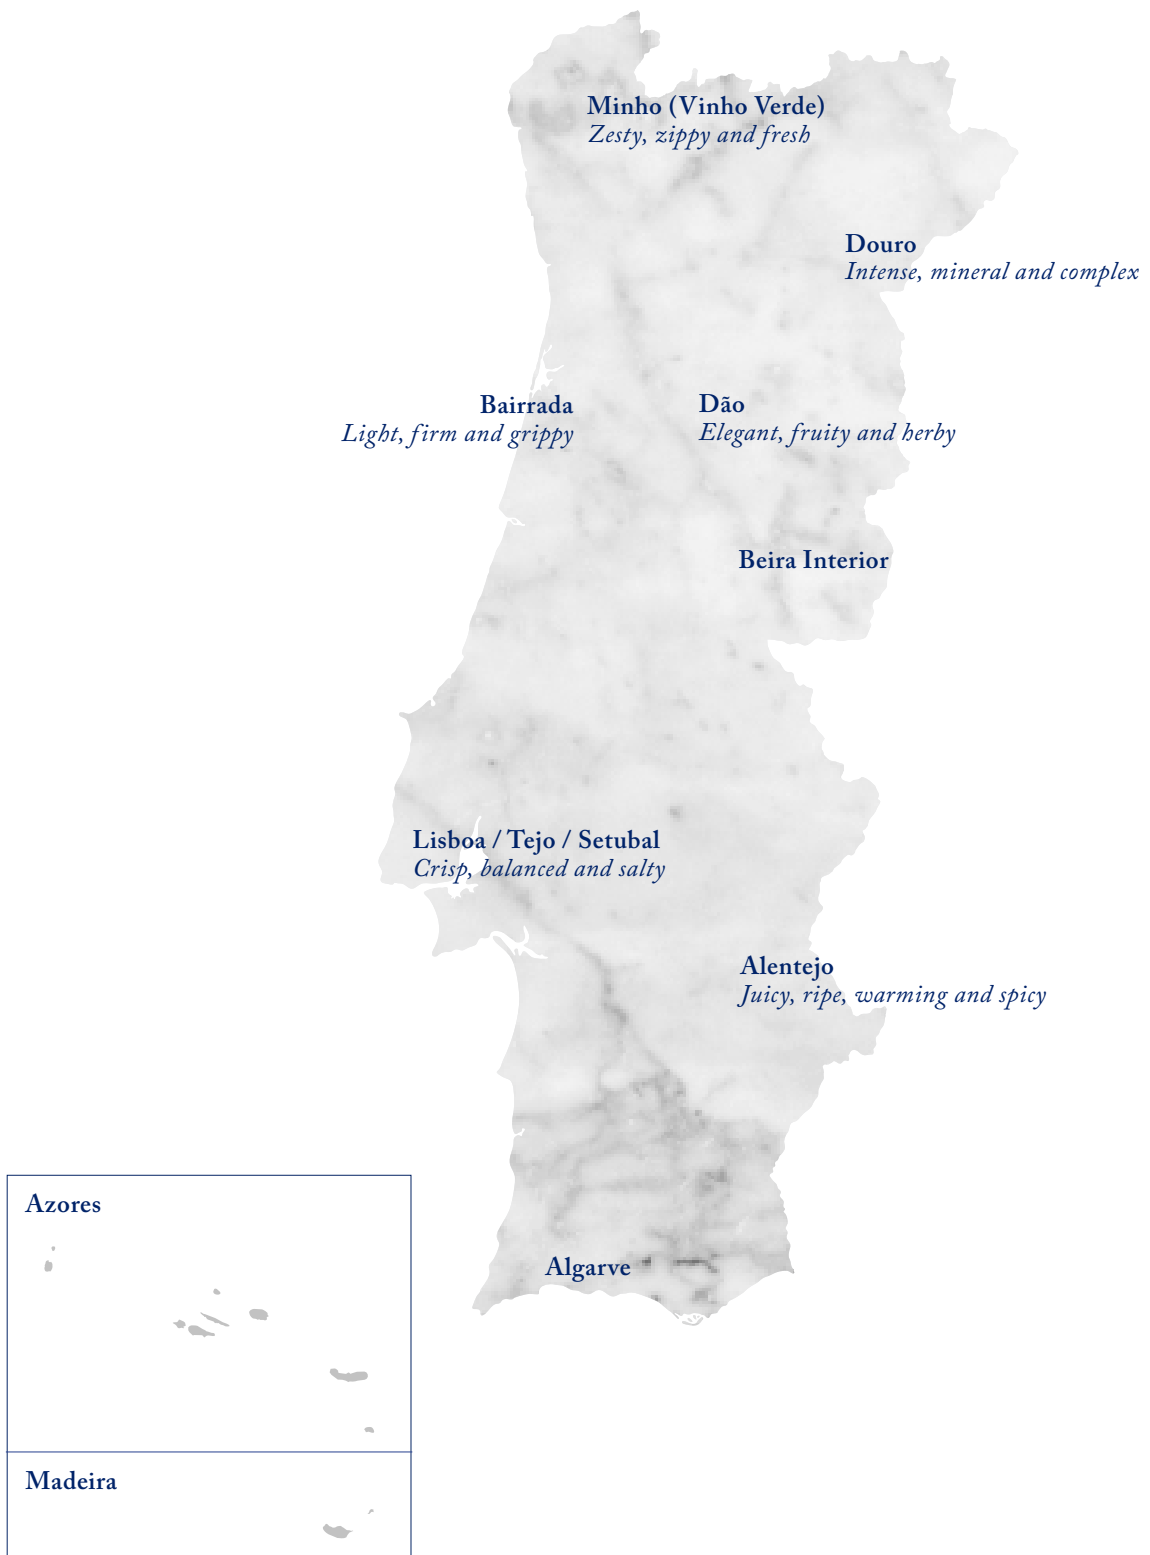 Minho (Vinho Verde)
Zesty, zippy and fresh
Douro
Intense, mineral and complex
Bairrada
Light, firm and grippy
Dão
Elegant, fruity and herby
Beira Interior
Lisboa / Tejo / Setubal
Crisp, balanced and salty
Alentejo
Juicy, ripe, warming and spicy
Algarve
Azores
Madeira